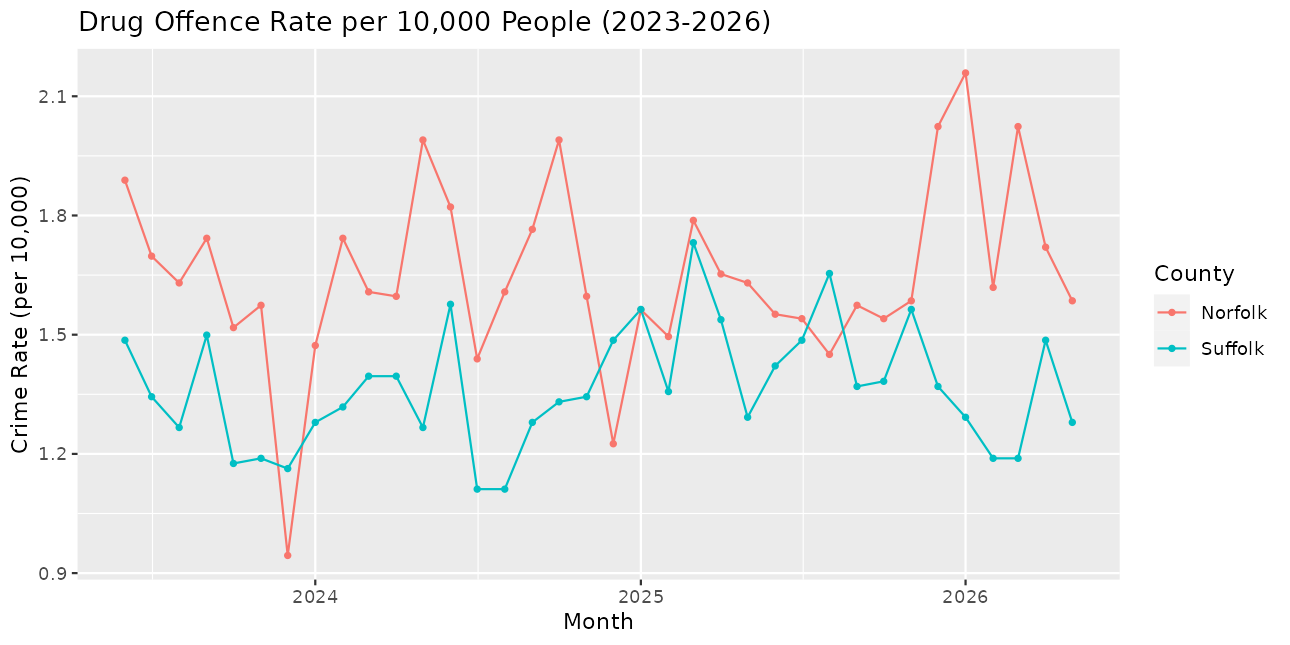 Drug Offence Rate per 10,000 People (2023-2026)
Crime Rate (per 10,000)
2.1
1.8
1.5
1.2
0.9
2024
2025
2026
Month
County
Norfolk
Suffolk